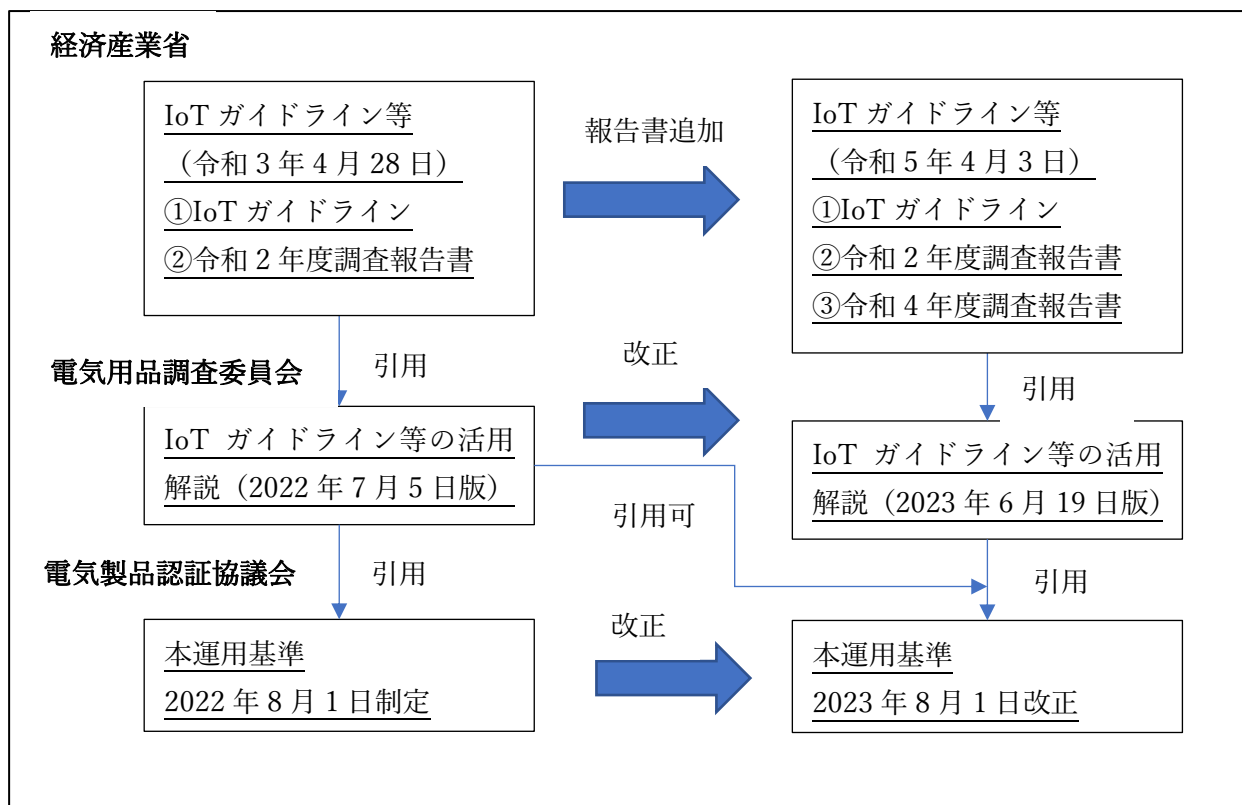 経済産業省
IoT ガイドライン等
（令和 3 年 4 月 28 日）
①IoT ガイドライン
②令和 2 年度調査報告書
報告書追加
IoT ガイドライン等
（令和 5 年 4 月 3 日）
①IoT ガイドライン
②令和 2 年度調査報告書
③令和 4 年度調査報告書
引用
改正
引用
電気用品調査委員会
IoT ガイドライン等の活用
解説（2022 年 7 月 5 日版）
IoT ガイドライン等の活用
解説（2023 年 6 月 19 日版）
引用可
電気製品認証協議会
引用
引用
改正
本運用基準
2022 年 8 月 1 日制定
本運用基準
2023 年 8 月 1 日改正